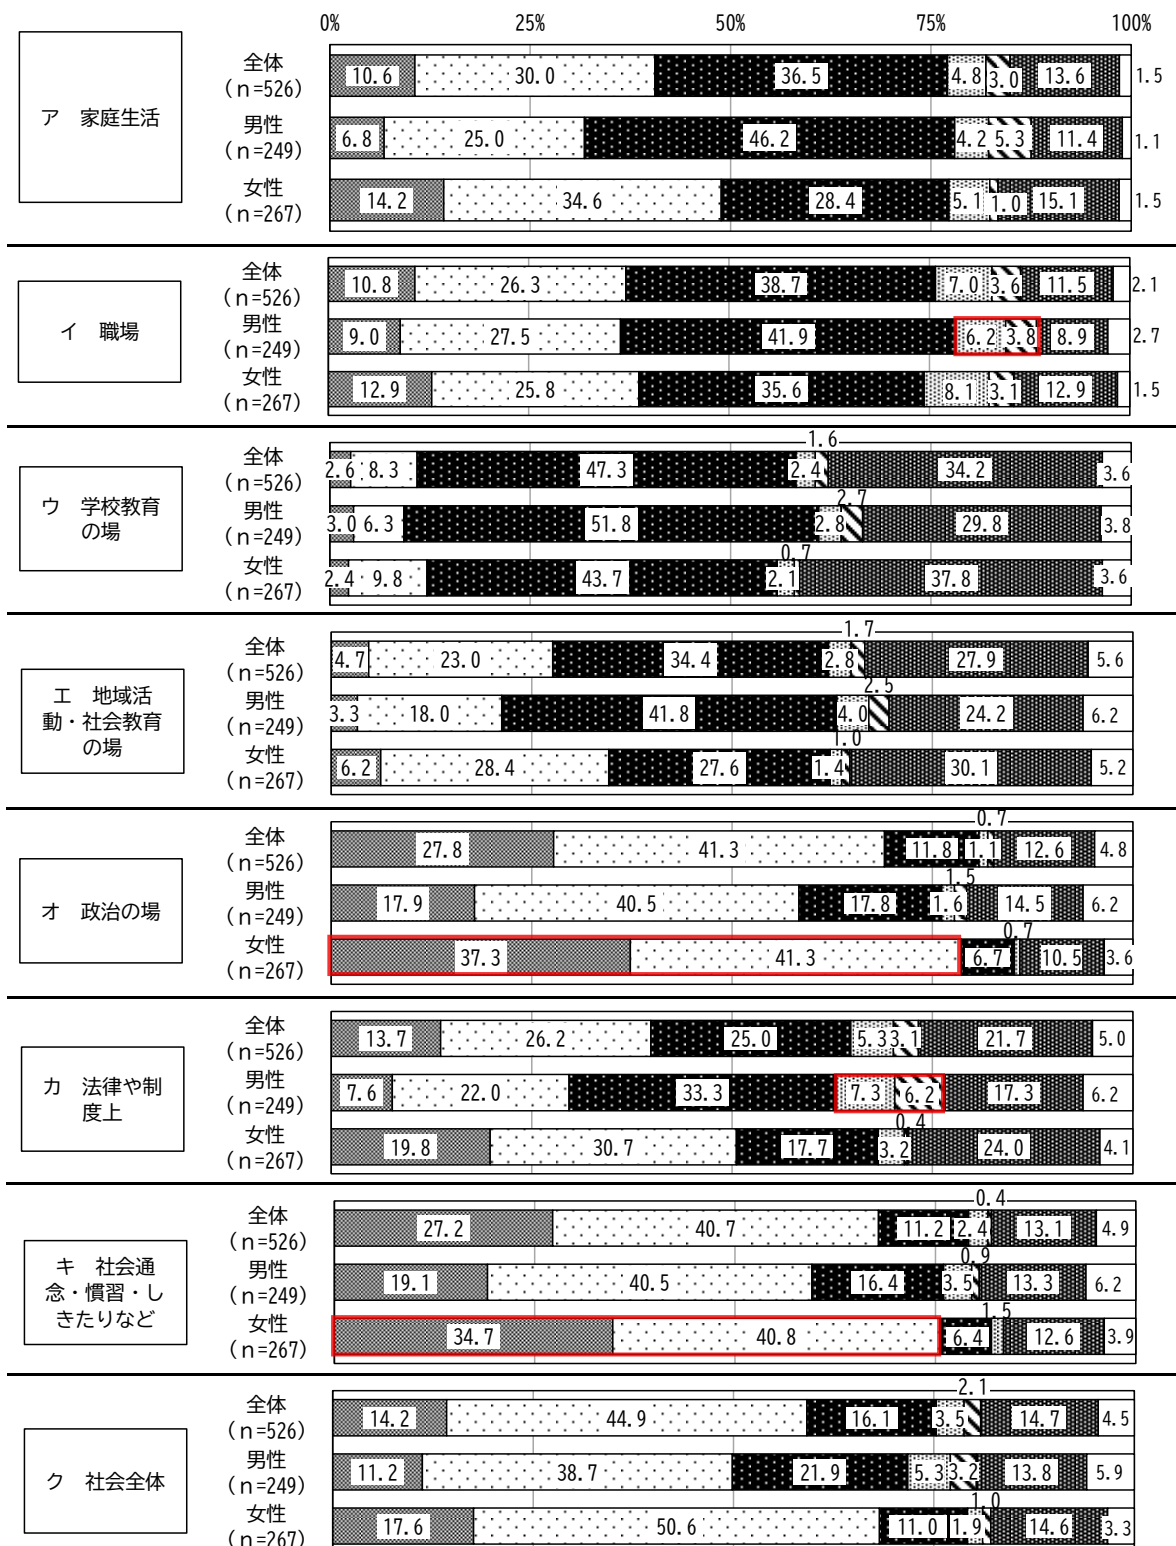 0% 25% 50% 75% 100%
ア　家庭生活
全体
（ｎ=526）
10.6 30.0 36.5 4.8 3.0 13.6 1.5
男性
（ｎ=249）
6.8 25.0 46.2 4.2 5.3 11.4 1.1
女性
（ｎ=267）
14.2 34.6 28.4 5.1 1.0 15.1 1.5
イ　職場
全体
（ｎ=526）
10.8 26.3 38.7 7.0 3.6 11.5 2.1
男性
（ｎ=249）
9.0 27.5 41.9 6.2 3.8 8.9 2.7
女性
（ｎ=267）
12.9 25.8 35.6 8.1 3.1 12.9 1.5
ウ　学校教育
の場
全体
（ｎ=526）
2.6 8.3 47.3 2.4 1.6 34.2 3.6
男性
（ｎ=249）
3.0 6.3 51.8 2.8 2.7 29.8 3.8
女性
（ｎ=267）
2.4 9.8 43.7 2.1 0.7 37.8 3.6
エ　地域活
動・社会教育
の場
全体
（ｎ=526）
4.7 23.0 34.4 2.8 1.7 27.9 5.6
男性
（ｎ=249）
3.3 18.0 41.8 4.0 2.5 24.2 6.2
女性
（ｎ=267）
6.2 28.4 27.6 1.4 1.0 30.1 5.2
オ　政治の場
全体
（ｎ=526）
27.8 41.3 11.8 1.1 0.7 12.6 4.8
男性
（ｎ=249）
17.9 40.5 17.8 1.6 1.5 14.5 6.2
女性
（ｎ=267）
37.3 41.3 6.7 0.7 10.5 3.6
カ　法律や制
度上
全体
（ｎ=526）
13.7 26.2 25.0 5.3 3.1 21.7 5.0
男性
（ｎ=249）
7.6 22.0 33.3 7.3 6.2 17.3 6.2
女性
（ｎ=267）
19.8 30.7 17.7 3.2 0.4 24.0 4.1
キ　社会通
念・慣習・し
きたりなど
全体
（ｎ=526）
27.2 40.7 11.2 2.4 0.4 13.1 4.9
男性
（ｎ=249）
19.1 40.5 16.4 3.5 0.9 13.3 6.2
女性
（ｎ=267）
34.7 40.8 6.4 1.5 12.6 3.9
ク　社会全体
全体
（ｎ=526）
14.2 44.9 16.1 3.5 2.1 14.7 4.5
男性
（ｎ=249）
11.2 38.7 21.9 5.3 3.2 13.8 5.9
女性
（ｎ=267）
17.6 50.6 11.0 1.9 1.0 14.6 3.3